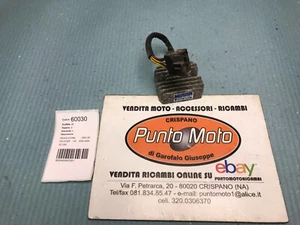 60030
VENDITA MOTO - ACCESSORI - RICAMBI
CRISPANO
Punto Moto
di Garofalo Giuseppe
VENDITA RICAMBI ONLINE SU ebay
PUNTOMOTORICAMBI
Via F. Petrarca, 20 - 80020 CRISPANO (NA)
Tel/fax 081.834.55.47 - e-mail: puntomoto1@alice.it
cell. 320.0306370